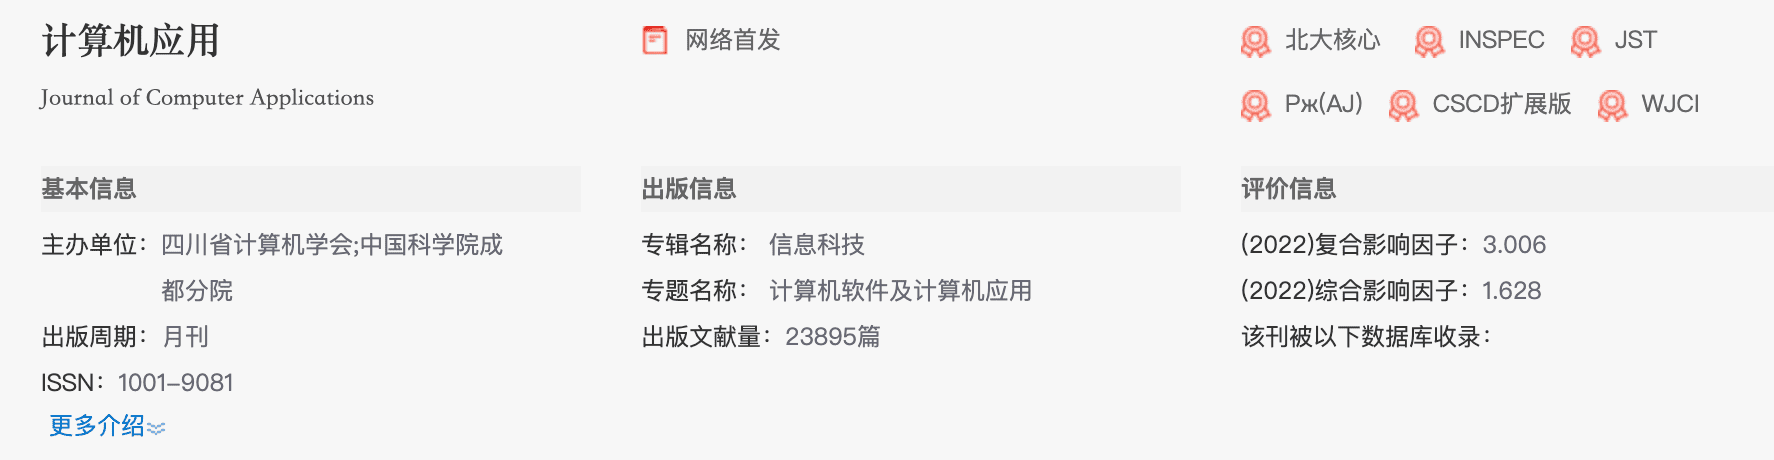 计算机应用
Journal of Computer Applications
网络首发
北大核心 INSPEC JST
Pж(AJ) CSCD扩展版 WJCI
基本信息
主办单位：四川省计算机学会;中国科学院成
都分院
出版周期：月刊
ISSN：1001-9081
更多介绍
出版信息
专辑名称：信息科技
专题名称：计算机软件及计算机应用
出版文献量：23895篇
评价信息
(2022)复合影响因子：3.006
(2022)综合影响因子：1.628
该刊被以下数据库收录：